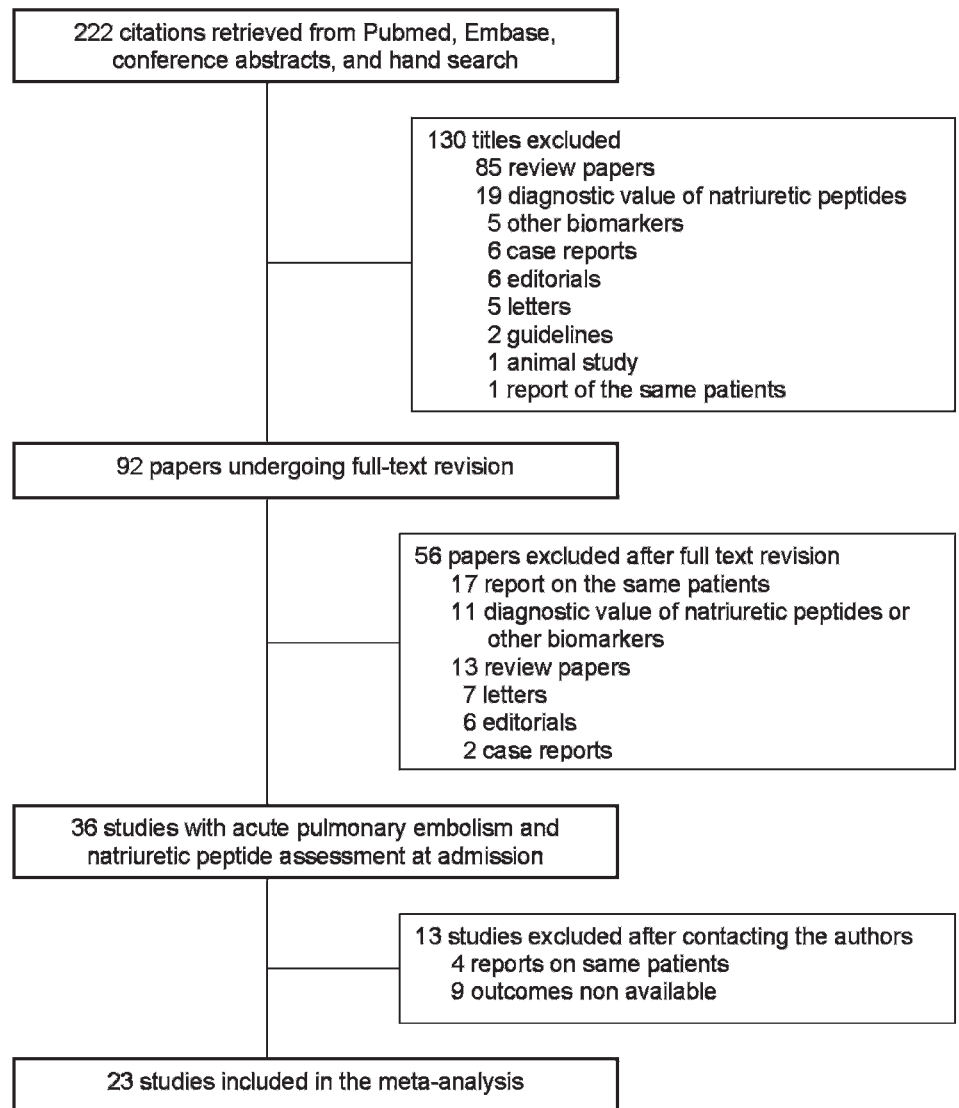 222 citations retrieved from Pubmed, Embase,
conference abstracts, and hand search
130 titles excluded
85 review papers
19 diagnostic value of natriuretic peptides
5 other biomarkers
6 case reports
6 editorials
5 letters
2 guidelines
1 animal study
1 report of the same patients
92 papers undergoing full-text revision
56 papers excluded after full text revision
17 report on the same patients
11 diagnostic value of natriuretic peptides or
other biomarkers
13 review papers
7 letters
6 editorials
2 case reports
36 studies with acute pulmonary embolism and
natriuretic peptide assessment at admission
13 studies excluded after contacting the authors
4 reports on same patients
9 outcomes non available
23 studies included in the meta-analysis